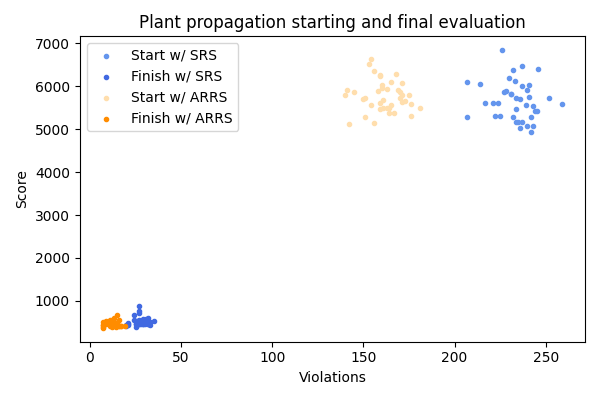 Plant propagation starting and final evaluation
Start w/ SRS
Finish w/ SRS
Start w/ ARRS
Finish w/ ARRS
Score
7000
6000
5000
4000
3000
2000
1000
0
50
100
150
200
250
Violations